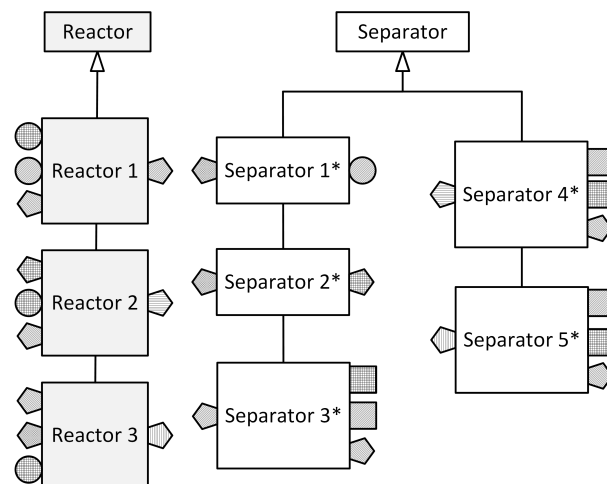 Reactor
Separator
Reactor 1
Separator 1*
Separator 4*
Reactor 2
Separator 2*
Separator 5*
Reactor 3
Separator 3*